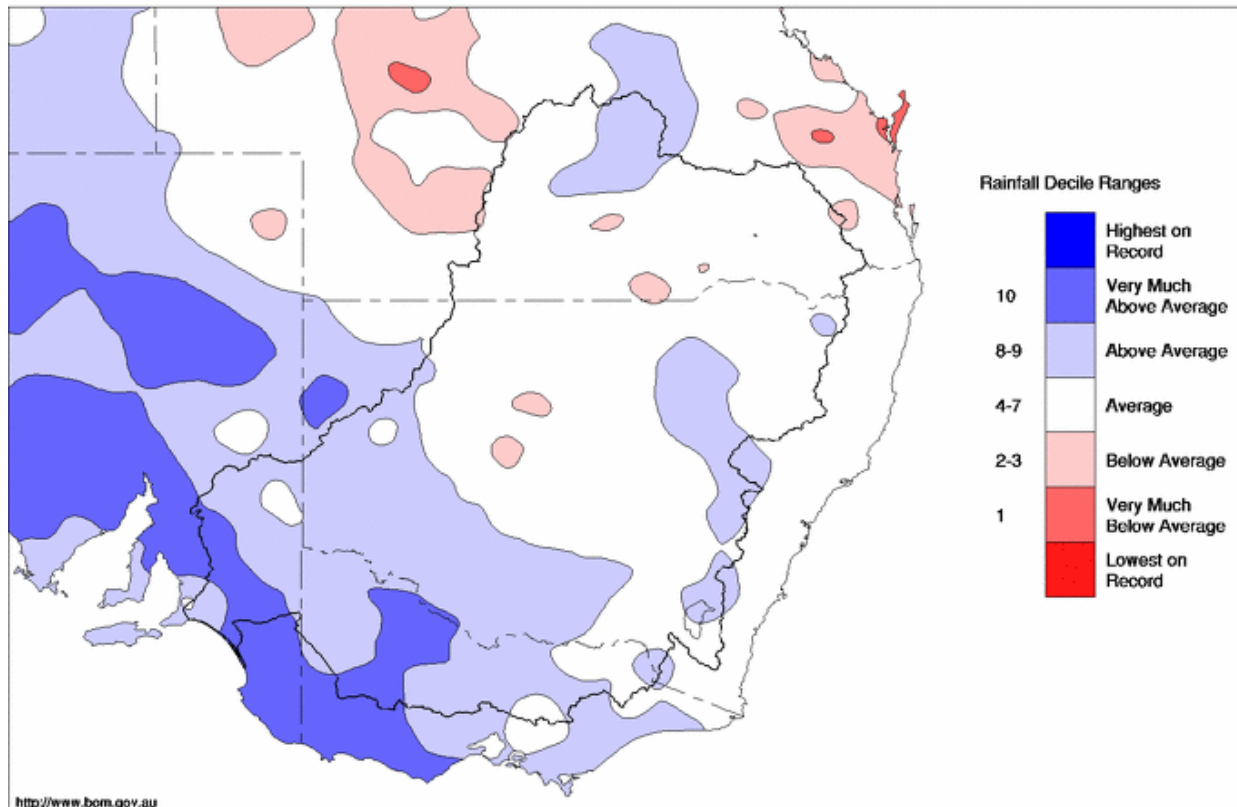 Rainfall Decile Ranges
Highest on
Record
10
Very Much
Above Average
8-9
Above Average
4-7
Average
2-3
Below Average
1
Very Much
Below Average
Lowest on
Record
http://www.bom.gov.au